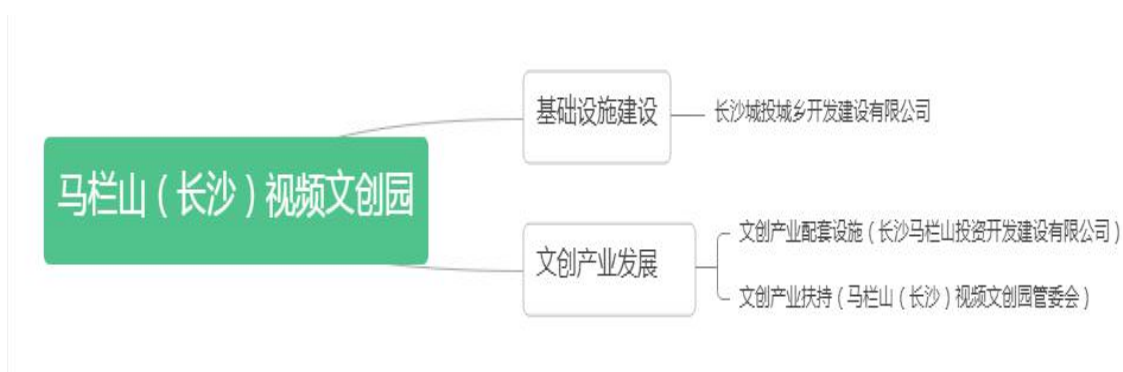 马栏山（长沙）视频文创园
基础设施建设
长沙城投城乡开发建设有限公司
文创产业发展
文创产业配套设施（长沙马栏山投资开发建设有限公司）
文创产业扶持（马栏山（长沙）视频文创园管委会）